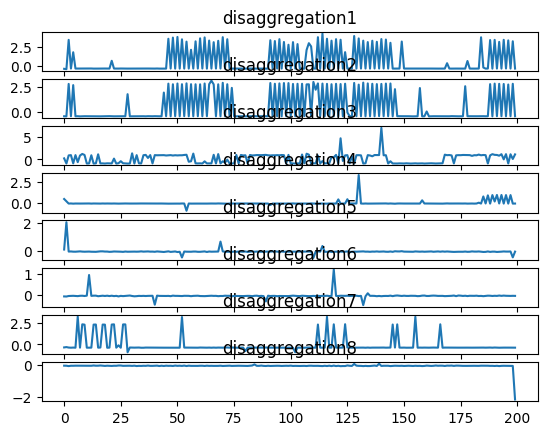 disaggregation1
2.5
0.0
disaggregation2
2.5
0.0
disaggregation3
5
0
disaggregation4
2.5
0.0
disaggregation5
2
0
disaggregation6
1
0
disaggregation7
2.5
0.0
disaggregation8
0
−2
0 25 50 75 100 125 150 175 200